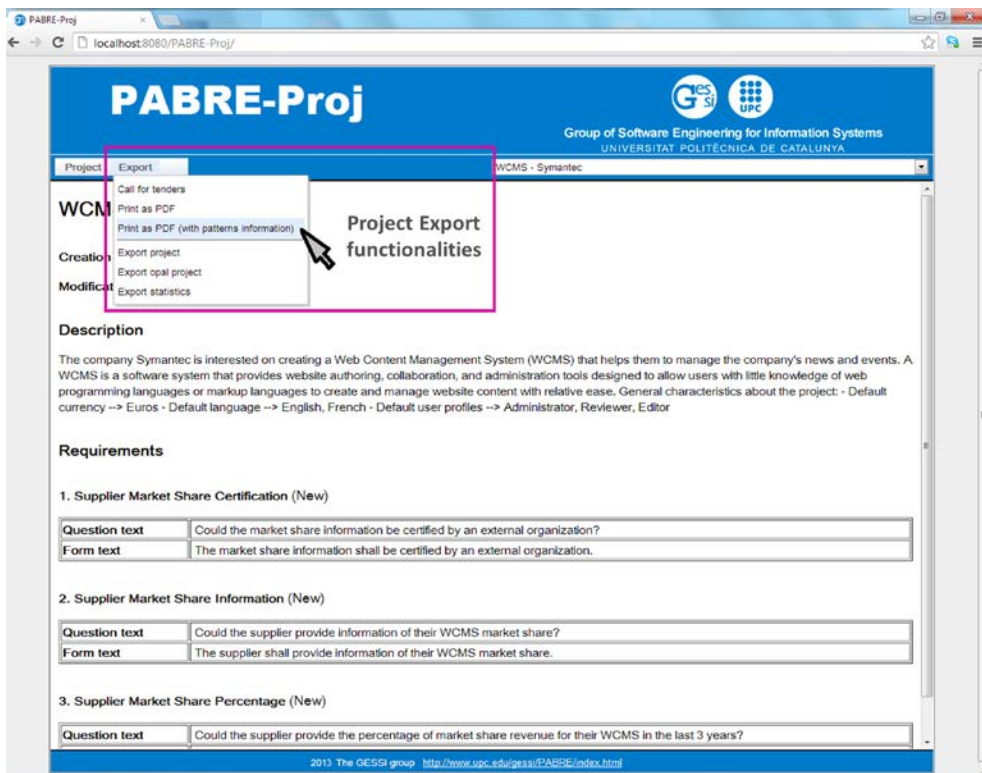 PABRE-Proj
localhost:8080/PABRE-Proj/
PABRE-Proj
Ges si
UPC
Group of Software Engineering for Information Systems
UNIVERSITAT POLITÈCNICA DE CATALUNYA
Project Export
WCMS - Symantec
Call for tenders
WCM
Print as PDF
Print as PDF (with patterns information)
Project Export
functionalities
Creation
Export project
Export opal project
Modificat
Export statistics
Description
The company Symantec is interested on creating a Web Content Management System (WCMS) that helps them to manage the company's news and events. A
WCMS is a software system that provides website authoring, collaboration, and administration tools designed to allow users with little knowledge of web
programming languages or markup languages to create and manage website content with relative ease. General characteristics about the project: - Default
currency --> Euros - Default language --> English, French - Default user profiles --> Administrator, Reviewer, Editor
Requirements
1. Supplier Market Share Certification (New)
Question text Could the market share information be certified by an external organization?
Form text The market share information shall be certified by an external organization.
2. Supplier Market Share Information (New)
Question text Could the supplier provide information of their WCMS market share?
Form text The supplier shall provide information of their WCMS market share.
3. Supplier Market Share Percentage (New)
Question text Could the supplier provide the percentage of market share revenue for their WCMS in the last 3 years?
2013 The GESSI group http://www.upc.edu/gessi/PABRE/index.html